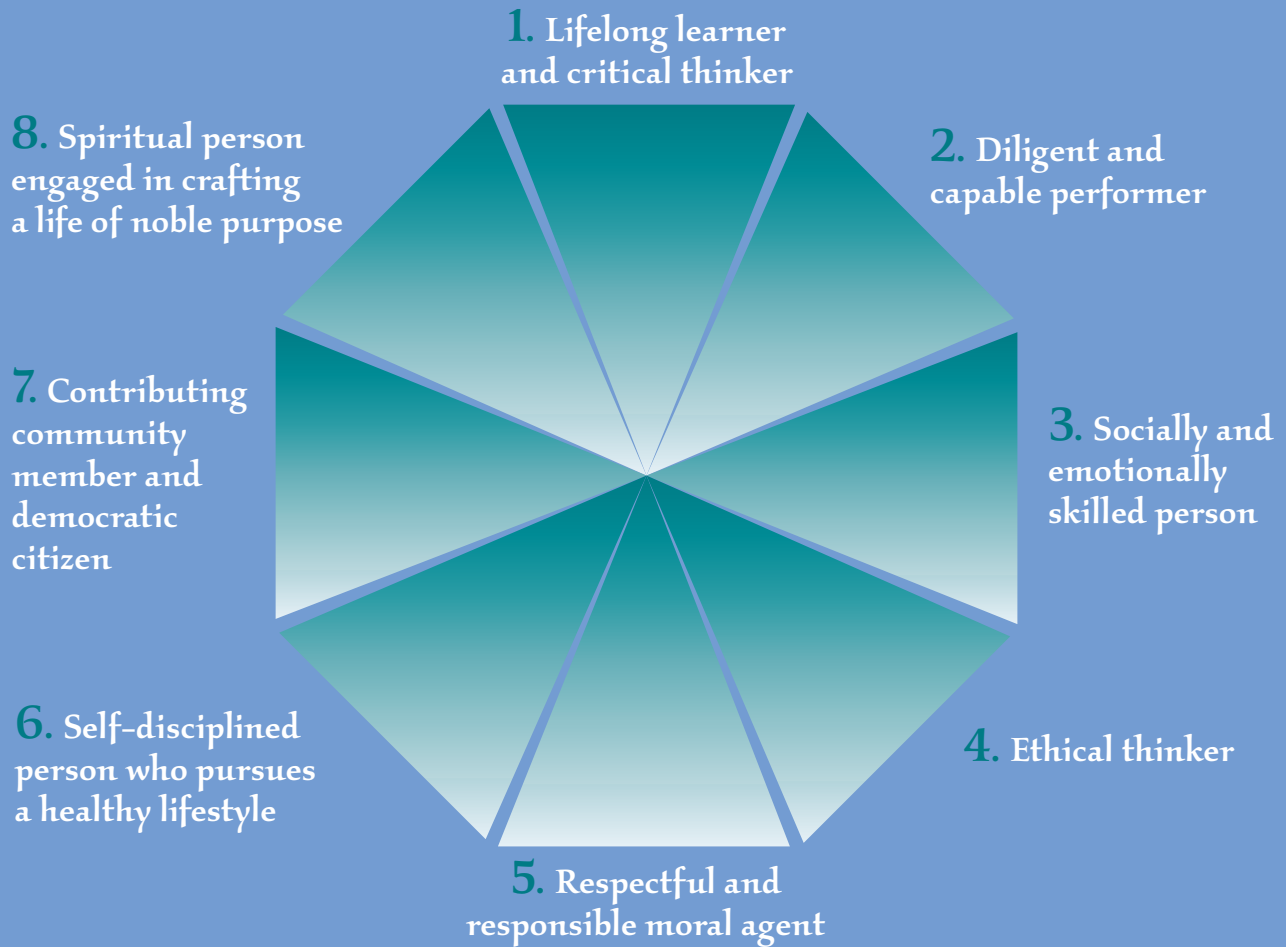 1. Lifelong learner
and critical thinker
2. Diligent and
capable performer
3. Socially and
emotionally
skilled person
4. Ethical thinker
5. Respectful and
responsible moral agent
6. Self-disciplined
person who pursues
a healthy lifestyle
7. Contributing
community
member and
democratic
citizen
8. Spiritual person
engaged in crafting
a life of noble purpose